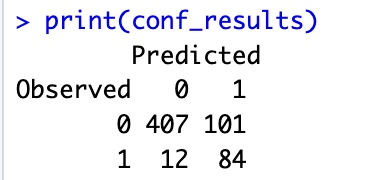 > print(conf_results)
Predicted
Observed 0 1
0 407 101
1 12 84